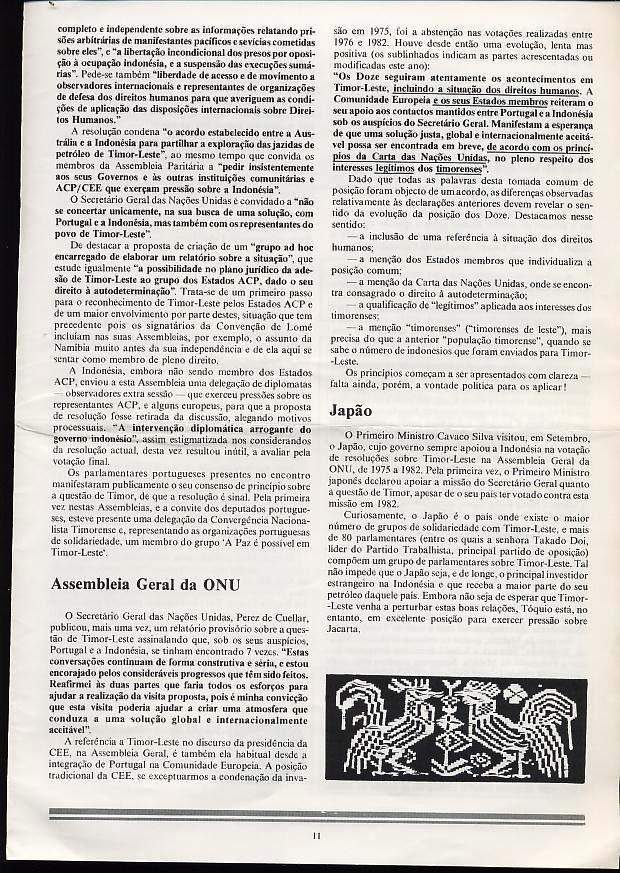 completo e independente sobre as informações relatando pri-
sões arbitrárias de manifestantes pacíficos e sevícias cometidas
sobre eles", e "a libertação incondicional dos presos por oposi-
ção à ocupação indonésia, e a suspensão das execuções sumá-
rias". Pede-se também "liberdade de acesso e de movimento a
observadores internacionais e representantes de organizações
de defesa dos direitos humanos para que averiguem as condi-
ções de aplicação das disposições internacionais sobre Direi-
tos Humanos."
A resolução condena "o acordo estabelecido entre a Aus-
trália e a Indonésia para partilhar a exploração das jazidas de
petróleo de Timor-Leste", ao mesmo tempo que convida os
membros da Assembleia Paritária a "pedir insistentemente
aos seus Governos e às outras instituições comunitárias e
ACP/CEE que exerçam pressão sobre a Indonésia".
O Secretário Geral das Nações Unidas é convidado a "não
se concertar unicamente, na sua busca de uma solução, com
Portugal e a Indonésia, mas também com os representantes do
povo de Timor-Leste".
De destacar a proposta de criação de um "grupo ad hoc
encarregado de elaborar um relatório sobre a situação", que
estude igualmente "a possibilidade no plano jurídico da ade-
são de Timor-Leste ao grupo dos Estados ACP, dado o seu
direito à autodeterminação". Trata-se de um primeiro passo
para o reconhecimento de Timor-Leste pelos Estados ACP e
de um maior envolvimento por parte destes, situação que tem
precedente pois os signatários da Convenção de Lomé
incluíam nas suas Assembleias, por exemplo, o assunto da
Namíbia muito antes da sua independência e de ela aqui se
sentar como membro de pleno direito.
A Indonésia, embora não sendo membro dos Estados
ACP, enviou a esta Assembleia uma delegação de diplomatas
— observadores extra sessão — que exerceu pressões sobre os
representantes ACP, e alguns europeus, para que a proposta
de resolução fosse retirada da discussão, alegando motivos
processuais. "A intervenção diplomática arrogante do
governo indonésio", assim estigmatizada nos considerandos
da resolução actual, desta vez resultou inútil, a avaliar pela
votação final.
Os parlamentares portugueses presentes no encontro
manifestaram publicamente o seu consenso de princípio sobre
a questão de Timor, de que a resolução é sinal. Pela primeira
vez nestas Assembleias, e a convite dos deputados portugue-
ses, esteve presente uma delegação da Convergência Naciona-
lista Timorense e, representando as organizações portuguesas
de solidariedade, um membro do grupo 'A Paz é possível em
Timor-Leste'.
Assembleia Geral da ONU
O Secretário Geral das Nações Unidas, Perez de Cuellar,
publicou, mais uma vez, um relatório provisório sobre a ques-
tão de Timor-Leste assinalando que, sob os seus auspícios,
Portugal e a Indonésia, se tinham encontrado 7 vezes. "Estas
conversações continuam de forma construtiva e séria, e estou
encorajado pelos consideráveis progressos que têm sido feitos.
Reafirmei às duas partes que faria todos os esforços para
ajudar a realização da visita proposta, pois é minha convicção
que esta visita poderia ajudar a criar uma atmosfera que
conduza a uma solução global e internacionalmente
aceitável".
A referência a Timor-Leste no discurso da presidência da
CEE, na Assembleia Geral, é também ela habitual desde a
integração de Portugal na Comunidade Europeia. A posição
tradicional da CEE, se exceptuarmos a condenação da inva-
são em 1975, foi a abstenção nas votações realizadas entre
1976 e 1982. Houve desde então uma evolução, lenta mas
positiva (os sublinhados indicam as partes acrescentadas ou
modificadas este ano):
"Os Doze seguiram atentamente os acontecimentos em
Timor-Leste, incluindo a situação dos direitos humanos. A
Comunidade Europeia e os seus Estados membros reiteram o
seu apoio aos contactos mantidos entre Portugal e a Indonésia
sob os auspícios do Secretário Geral. Manifestam a esperança
de que uma solução justa, global e internacionalmente aceitá-
vel possa ser encontrada em breve, de acordo com os princí-
pios da Carta das Nações Unidas, no pleno respeito dos
interesses legítimos dos timorenses".
Dado que todas as palavras desta tomada comum de
posição foram objecto de um acordo, as diferenças observadas
relativamente às declarações anteriores devem revelar o sen-
tido da evolução da posição dos Doze. Destacamos nesse
sentido:
— a inclusão de uma referência à situação dos direitos
humanos;
— a menção dos Estados membros que individualiza a
posição comum;
— a menção da Carta das Nações Unidas, onde se encon-
tra consagrado o direito à autodeterminação;
— a qualificação de "legítimos" aplicada aos interesses dos
timorenses;
— a menção "timorenses" ("timorenses de leste"), mais
precisa do que a anterior "população timorense", quando se
sabe o número de indonésios que foram enviados para Timor-
-Leste.
Os princípios começam a ser apresentados com clareza —
falta ainda, porém, a vontade política para os aplicar!
Japão
O Primeiro Ministro Cavaco Silva visitou, em Setembro,
o Japão, cujo governo sempre apoiou a Indonésia na votação
de resoluções sobre Timor-Leste na Assembleia Geral da
ONU, de 1975 a 1982. Pela primeira vez, o Primeiro Ministro
japonês declarou apoiar a missão do Secretário Geral quanto
à questão de Timor, apesar de o seu país ter votado contra esta
missão em 1982.
Curiosamente, o Japão é o país onde existe o maior
número de grupos de solidariedade com Timor-Leste, e mais
de 80 parlamentares (entre os quais a senhora Takado Doi,
líder do Partido Trabalhista, principal partido de oposição)
compõem um grupo de parlamentares sobre Timor-Leste. Tal
não impede que o Japão seja, e de longe, o principal investidor
estrangeiro na Indonésia e que receba a maior parte do seu
petróleo daquele país. Embora não seja de esperar que Timor-
-Leste venha a perturbar estas boas relações, Tóquio está, no
entanto, em excelente posição para exercer pressão sobre
Jacarta.
11